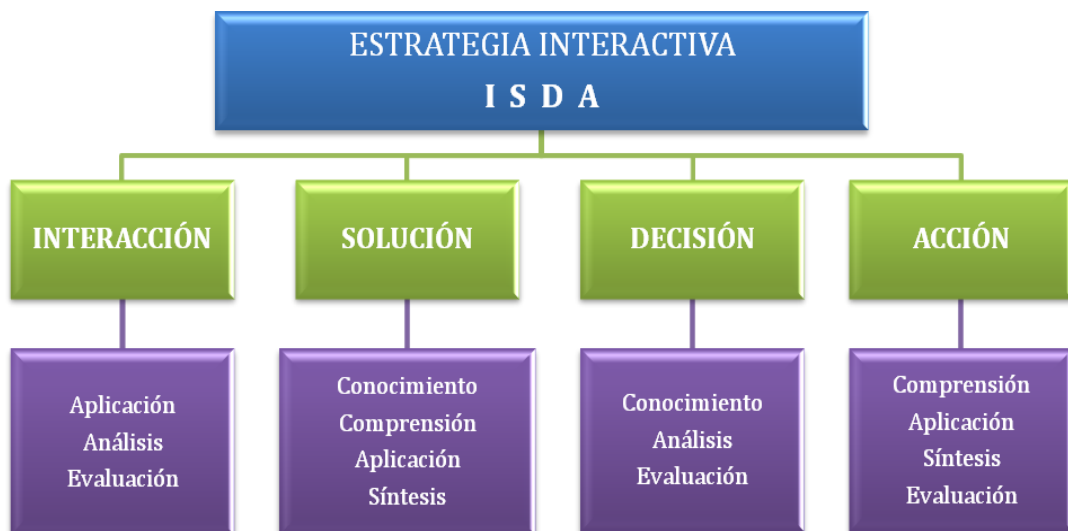 ESTRATEGIA INTERACTIVA
I S D A
INTERACCIÓN
SOLUCIÓN
DECISIÓN
ACCIÓN
Aplicación
Análisis
Evaluación
Conocimiento
Comprensión
Aplicación
Síntesis
Conocimiento
Análisis
Evaluación
Comprensión
Aplicación
Síntesis
Evaluación